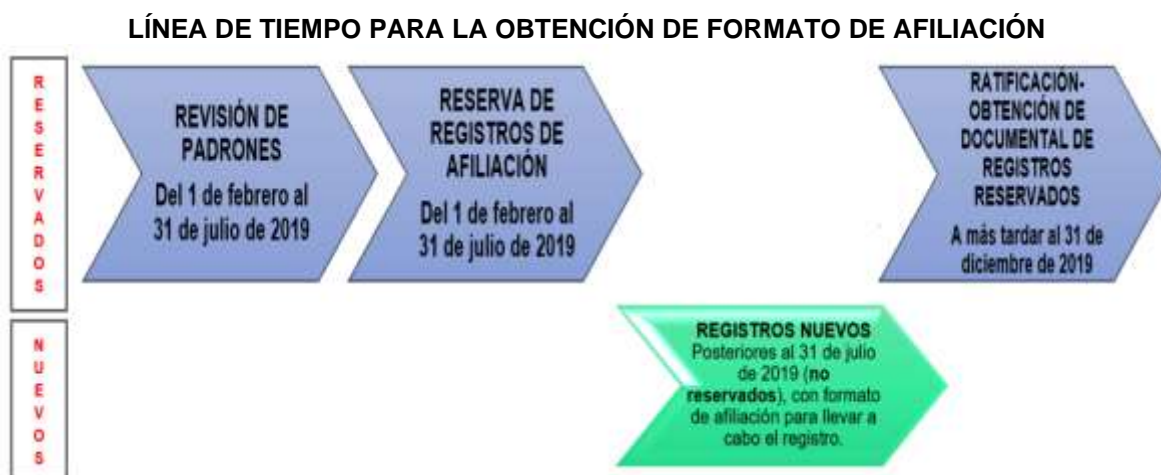 LÍNEA DE TIEMPO PARA LA OBTENCIÓN DE FORMATO DE AFILIACIÓN
RESERVADOS
REVISIÓN DE
PADRONES
Del 1 de febrero al
31 de julio de 2019
RESERVA DE
REGISTROS DE
AFILIACIÓN
Del 1 de febrero al
31 de julio de 2019
RATIFICACIÓN-
OBTENCIÓN DE
DOCUMENTAL DE
REGISTROS
RESERVADOS
A más tardar al 31 de
diciembre de 2019
NUEVOS
REGISTROS NUEVOS
Posteriores al 31 de julio
de 2019 (no
reservados), con formato
de afiliación para llevar a
cabo el registro.